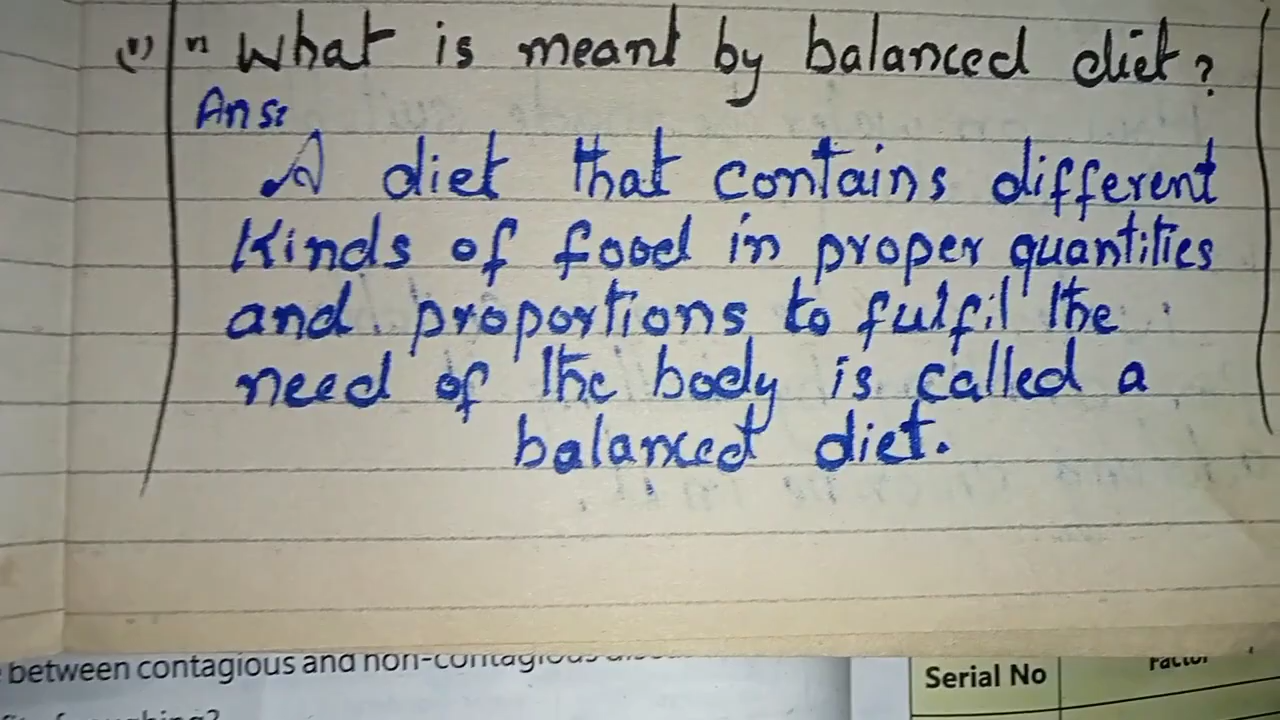 (i) "" What is meant by balanced diet?
Ans:
A diet that contains different
kinds of food in proper quantities
and proportions to fulfil the
need of the body is called a
balanced diet.
between contagious and non-contagious
Serial No
Factor